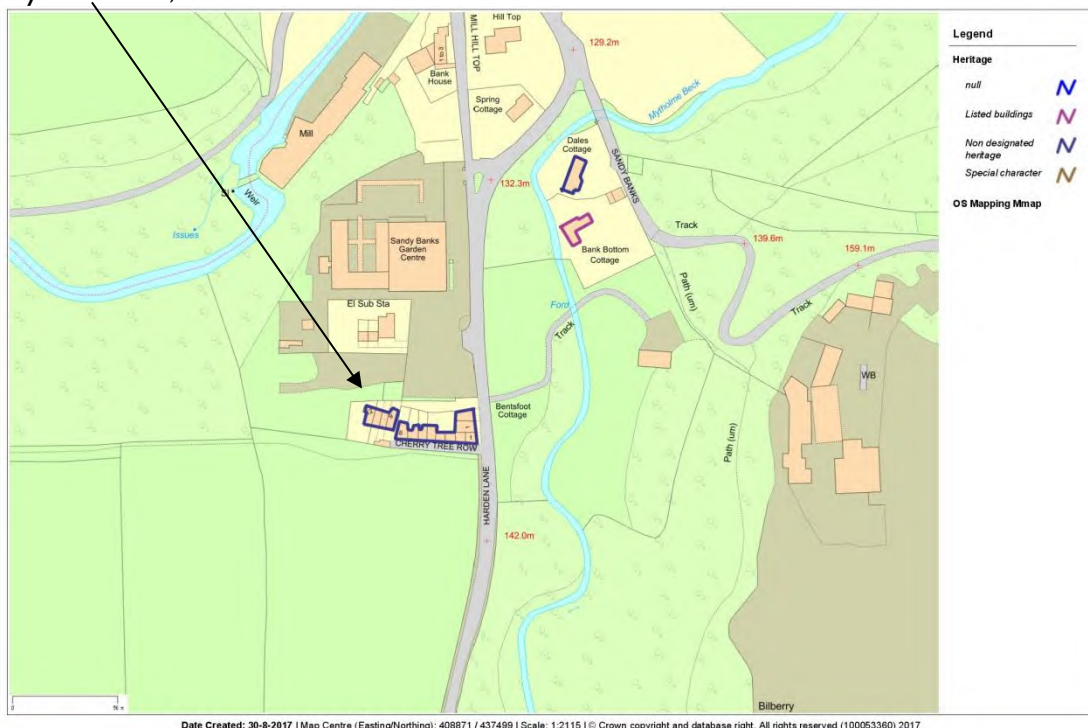 Hill Top
MILL HILL TOP
1 to 3
Bank
House
129.2m
Spring
Cottage
Mill
Mytholme Beck
Dales
Cottage
SANDY BANKS
132.3m
Weir
Issues
Sandy Banks
Garden
Centre
Bank Bottom
Cottage
Track
139.6m
159.1m
Path (um)
Track
El Sub Sta
Ford
Track
WB
Bentsfoot
Cottage
CHERRY TREE ROW
HARDEN LANE
Path (um)
142.0m
Bilberry
0
Legend
Heritage
null
Listed buildings
Non designated
heritage
Special character
OS Mapping Mmap
Date Created: 30-8-2017 | Map Centre (Easting/Northing): 408871 / 437499 | Scale: 1:2115 | © Crown copyright and database right. All rights reserved (100053360) 2017